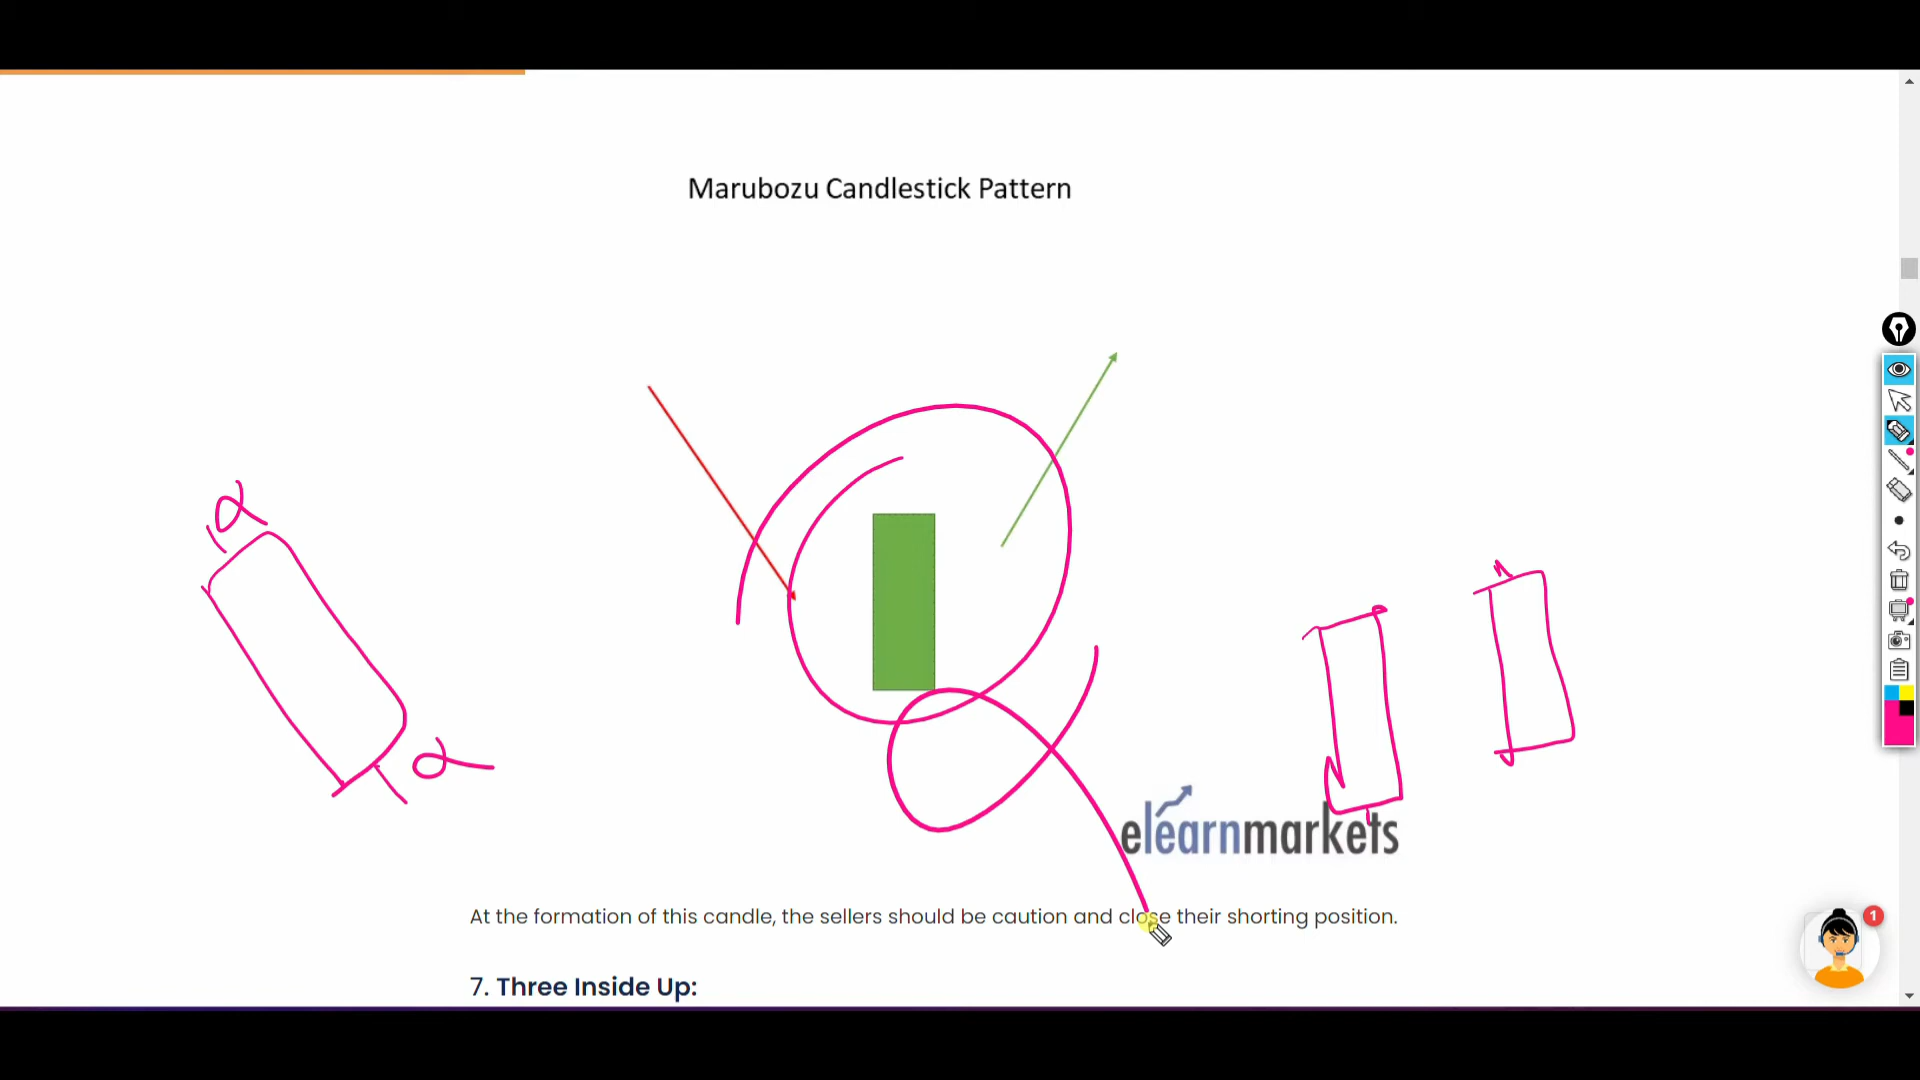 Marubozu Candlestick Pattern
elearnmarkets
At the formation of this candle, the sellers should be caution and close their shorting position.
1
7. Three Inside Up: